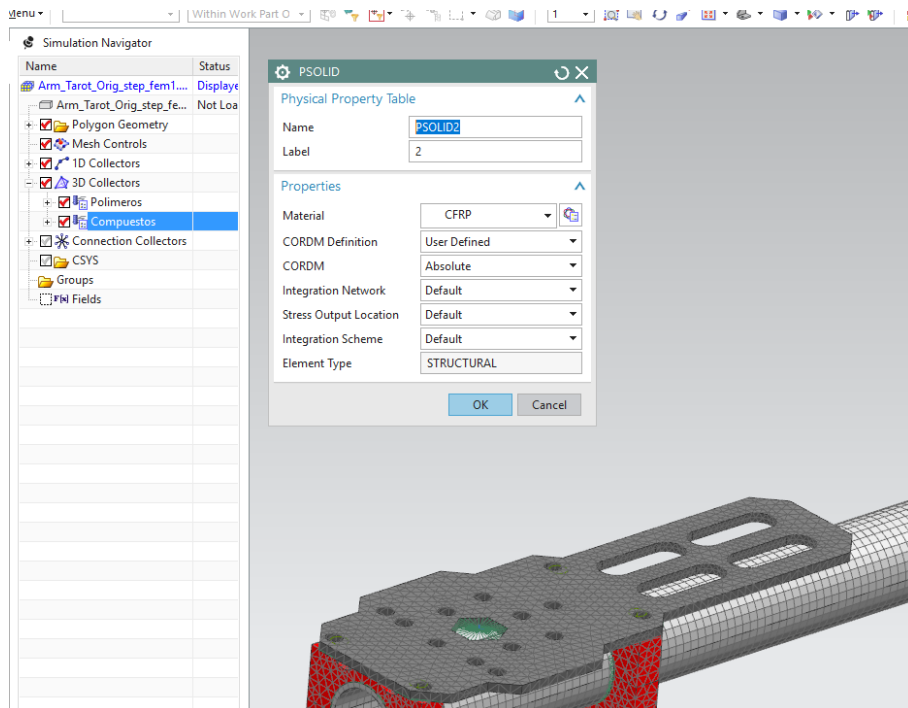 Menu
Within Work Part O
1
Simulation Navigator
Name Status
Arm_Tarot_Orig_step_fem1.... Displaye
Arm_Tarot_Orig_step_fe... Not Loa
Polygon Geometry
Mesh Controls
1D Collectors
3D Collectors
Polimeros
Compuestos
Connection Collectors
CSYS
Groups
Fields
PSOLID
Physical Property Table
Name PSOLID2
Label 2
Properties
Material CFRP
CORDM Definition User Defined
CORDM Absolute
Integration Network Default
Stress Output Location Default
Integration Scheme Default
Element Type STRUCTURAL
OK Cancel